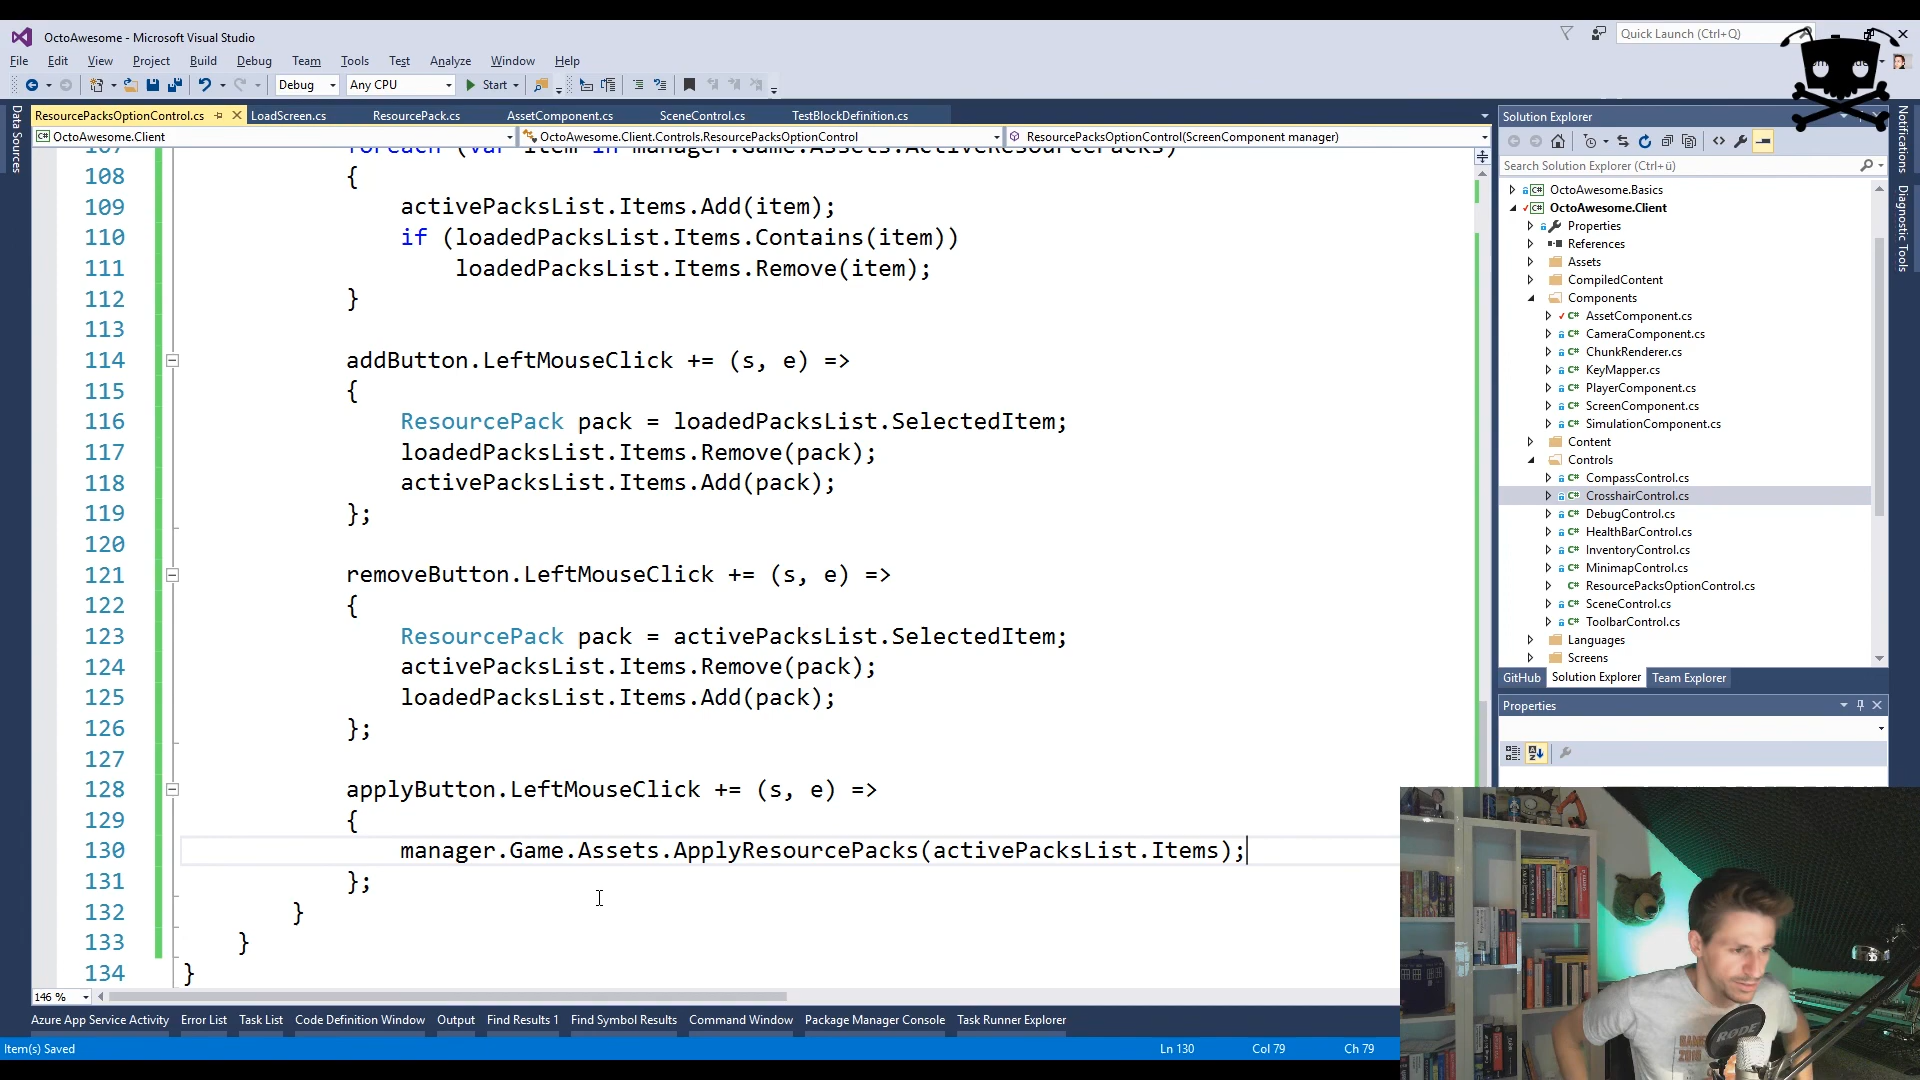 OctoAwesome - Microsoft Visual Studio
Quick Launch (Ctrl+Q)
File Edit View Project Build Debug Team Tools Test Analyze Window Help
Debug Any CPU Start
ResourcePacksOptionControl.cs LoadScreen.cs ResourcePack.cs AssetComponent.cs SceneControl.cs TestBlockDefinition.cs
OctoAwesome.Client OctoAwesome.Client.Controls.ResourcePacksOptionControl ResourcePacksOptionControl(ScreenComponent manager)
Data Sources
107 foreach (var item in manager.Game.Assets.ActiveResourcePacks)
108 {
109 activePacksList.Items.Add(item);
110 if (loadedPacksList.Items.Contains(item))
111 loadedPacksList.Items.Remove(item);
112 }
113
114 addButton.LeftMouseClick += (s, e) =>
115 {
116 ResourcePack pack = loadedPacksList.SelectedItem;
117 loadedPacksList.Items.Remove(pack);
118 activePacksList.Items.Add(pack);
119 };
120
121 removeButton.LeftMouseClick += (s, e) =>
122 {
123 ResourcePack pack = activePacksList.SelectedItem;
124 activePacksList.Items.Remove(pack);
125 loadedPacksList.Items.Add(pack);
126 };
127
128 applyButton.LeftMouseClick += (s, e) =>
129 {
130 manager.Game.Assets.ApplyResourcePacks(activePacksList.Items);
131 };
132 }
133 }
134 }
146 %
Azure App Service Activity Error List Task List Code Definition Window Output Find Results 1 Find Symbol Results Command Window Package Manager Console Task Runner Explorer
Item(s) Saved Ln 130 Col 79 Ch 79
Solution Explorer
Search Solution Explorer (Ctrl+ü)
OctoAwesome.Basics
OctoAwesome.Client
Properties
References
Assets
CompiledContent
Components
AssetComponent.cs
CameraComponent.cs
ChunkRenderer.cs
KeyMapper.cs
PlayerComponent.cs
ScreenComponent.cs
SimulationComponent.cs
Content
Controls
CompassControl.cs
CrosshairControl.cs
DebugControl.cs
HealthBarControl.cs
InventoryControl.cs
MinimapControl.cs
ResourcePacksOptionControl.cs
SceneControl.cs
ToolbarControl.cs
Languages
Screens
GitHub Solution Explorer Team Explorer
Properties
Notifications
Diagnostic Tools
RØDE